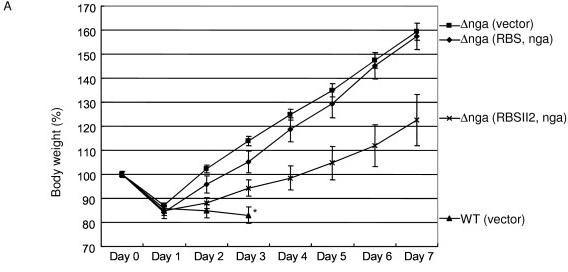 A
170
160
150
140
130
120
110
100
90
80
70
Body weight (%)
Day 0 Day 1 Day 2 Day 3 Day 4 Day 5 Day 6 Day 7
*
Δnga (vector)
Δnga (RBS, nga)
Δnga (RBSII2, nga)
WT (vector)